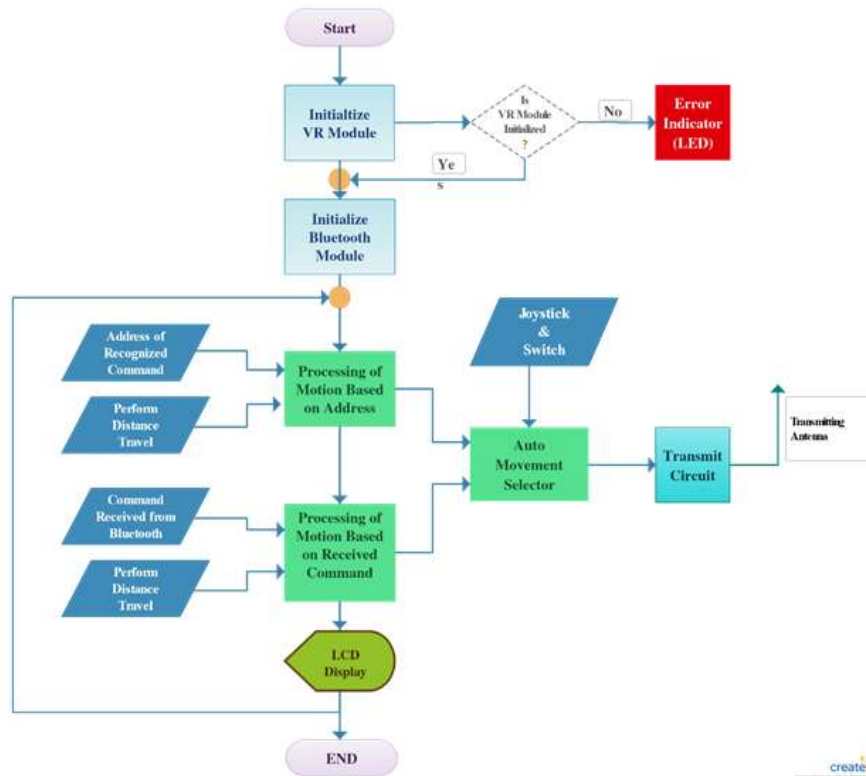 Start
Initialtize
VR Module
Is
VR Module
Initialized
?
No
Error
Indicator
(LED)
Ye
s
Initialize
Bluetooth
Module
Joystick
&
Switch
Address of
Recognized
Command
Processing of
Motion Based
on Address
Perform
Distance
Travel
Auto
Movement
Selector
Transmit
Circuit
Transmitting
Antenna
Command
Received from
Bluetooth
Processing of
Motion Based
on Received
Command
Perform
Distance
Travel
LCD
Display
END
create